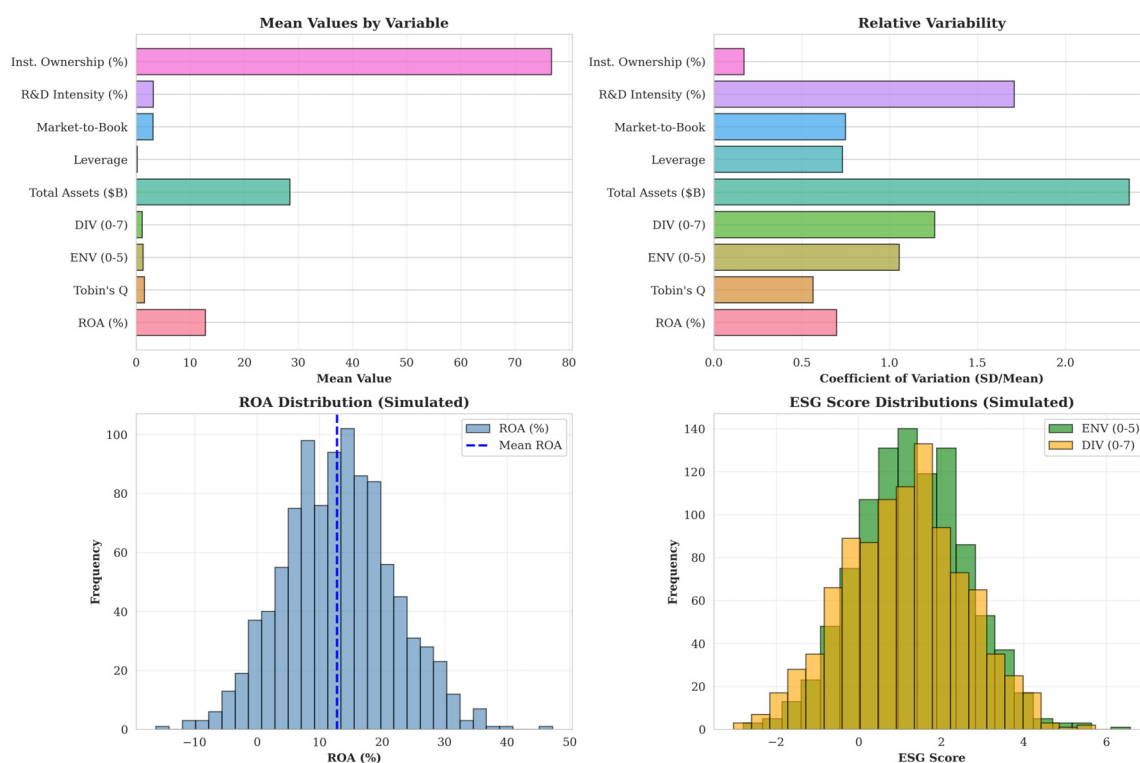 Mean Values by Variable
Inst. Ownership (%)
R&D Intensity (%)
Market-to-Book
Leverage
Total Assets ($B)
DIV (0-7)
ENV (0-5)
Tobin's Q
ROA (%)
0 10 20 30 40 50 60 70 80
Mean Value
Relative Variability
Inst. Ownership (%)
R&D Intensity (%)
Market-to-Book
Leverage
Total Assets ($B)
DIV (0-7)
ENV (0-5)
Tobin's Q
ROA (%)
0.0 0.5 1.0 1.5 2.0
Coefficient of Variation (SD/Mean)
ROA Distribution (Simulated)
ROA (%)
Mean ROA
Frequency
100
80
60
40
20
0
−10 0 10 20 30 40 50
ROA (%)
ESG Score Distributions (Simulated)
ENV (0-5)
DIV (0-7)
Frequency
140
120
100
80
60
40
20
0
−2 0 2 4 6
ESG Score